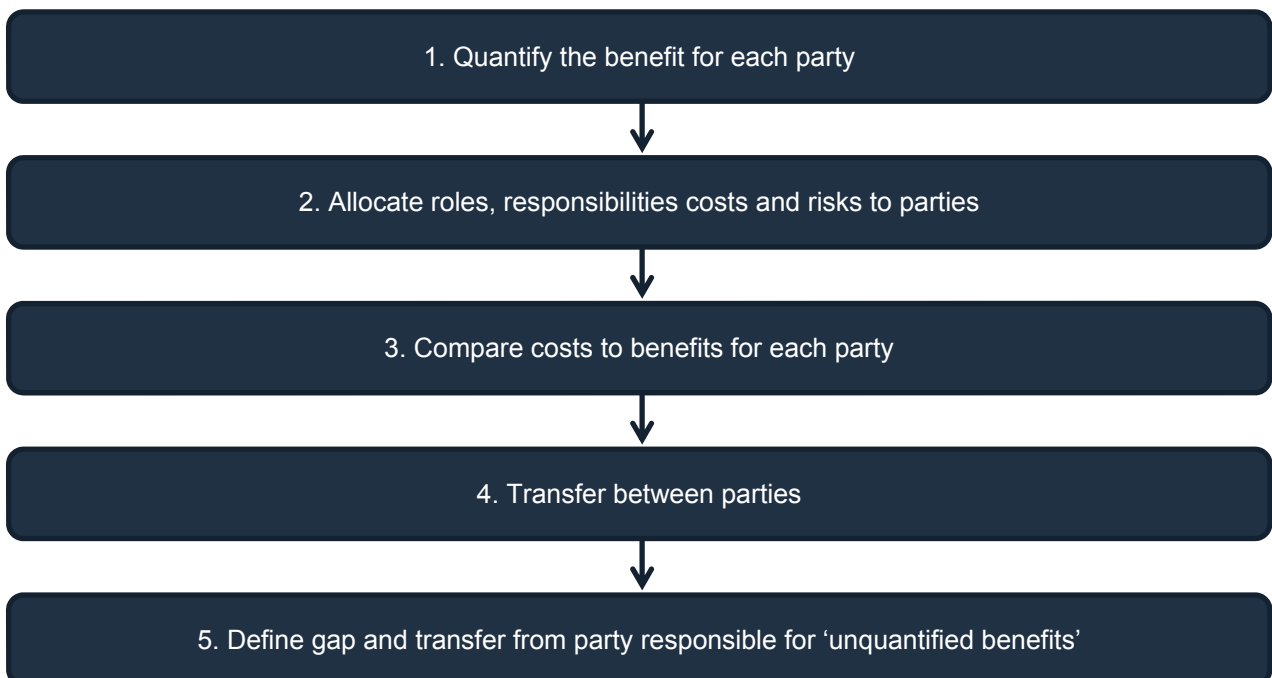 1. Quantify the benefit for each party
2. Allocate roles, responsibilities costs and risks to parties
3. Compare costs to benefits for each party
4. Transfer between parties
5. Define gap and transfer from party responsible for ‘unquantified benefits’